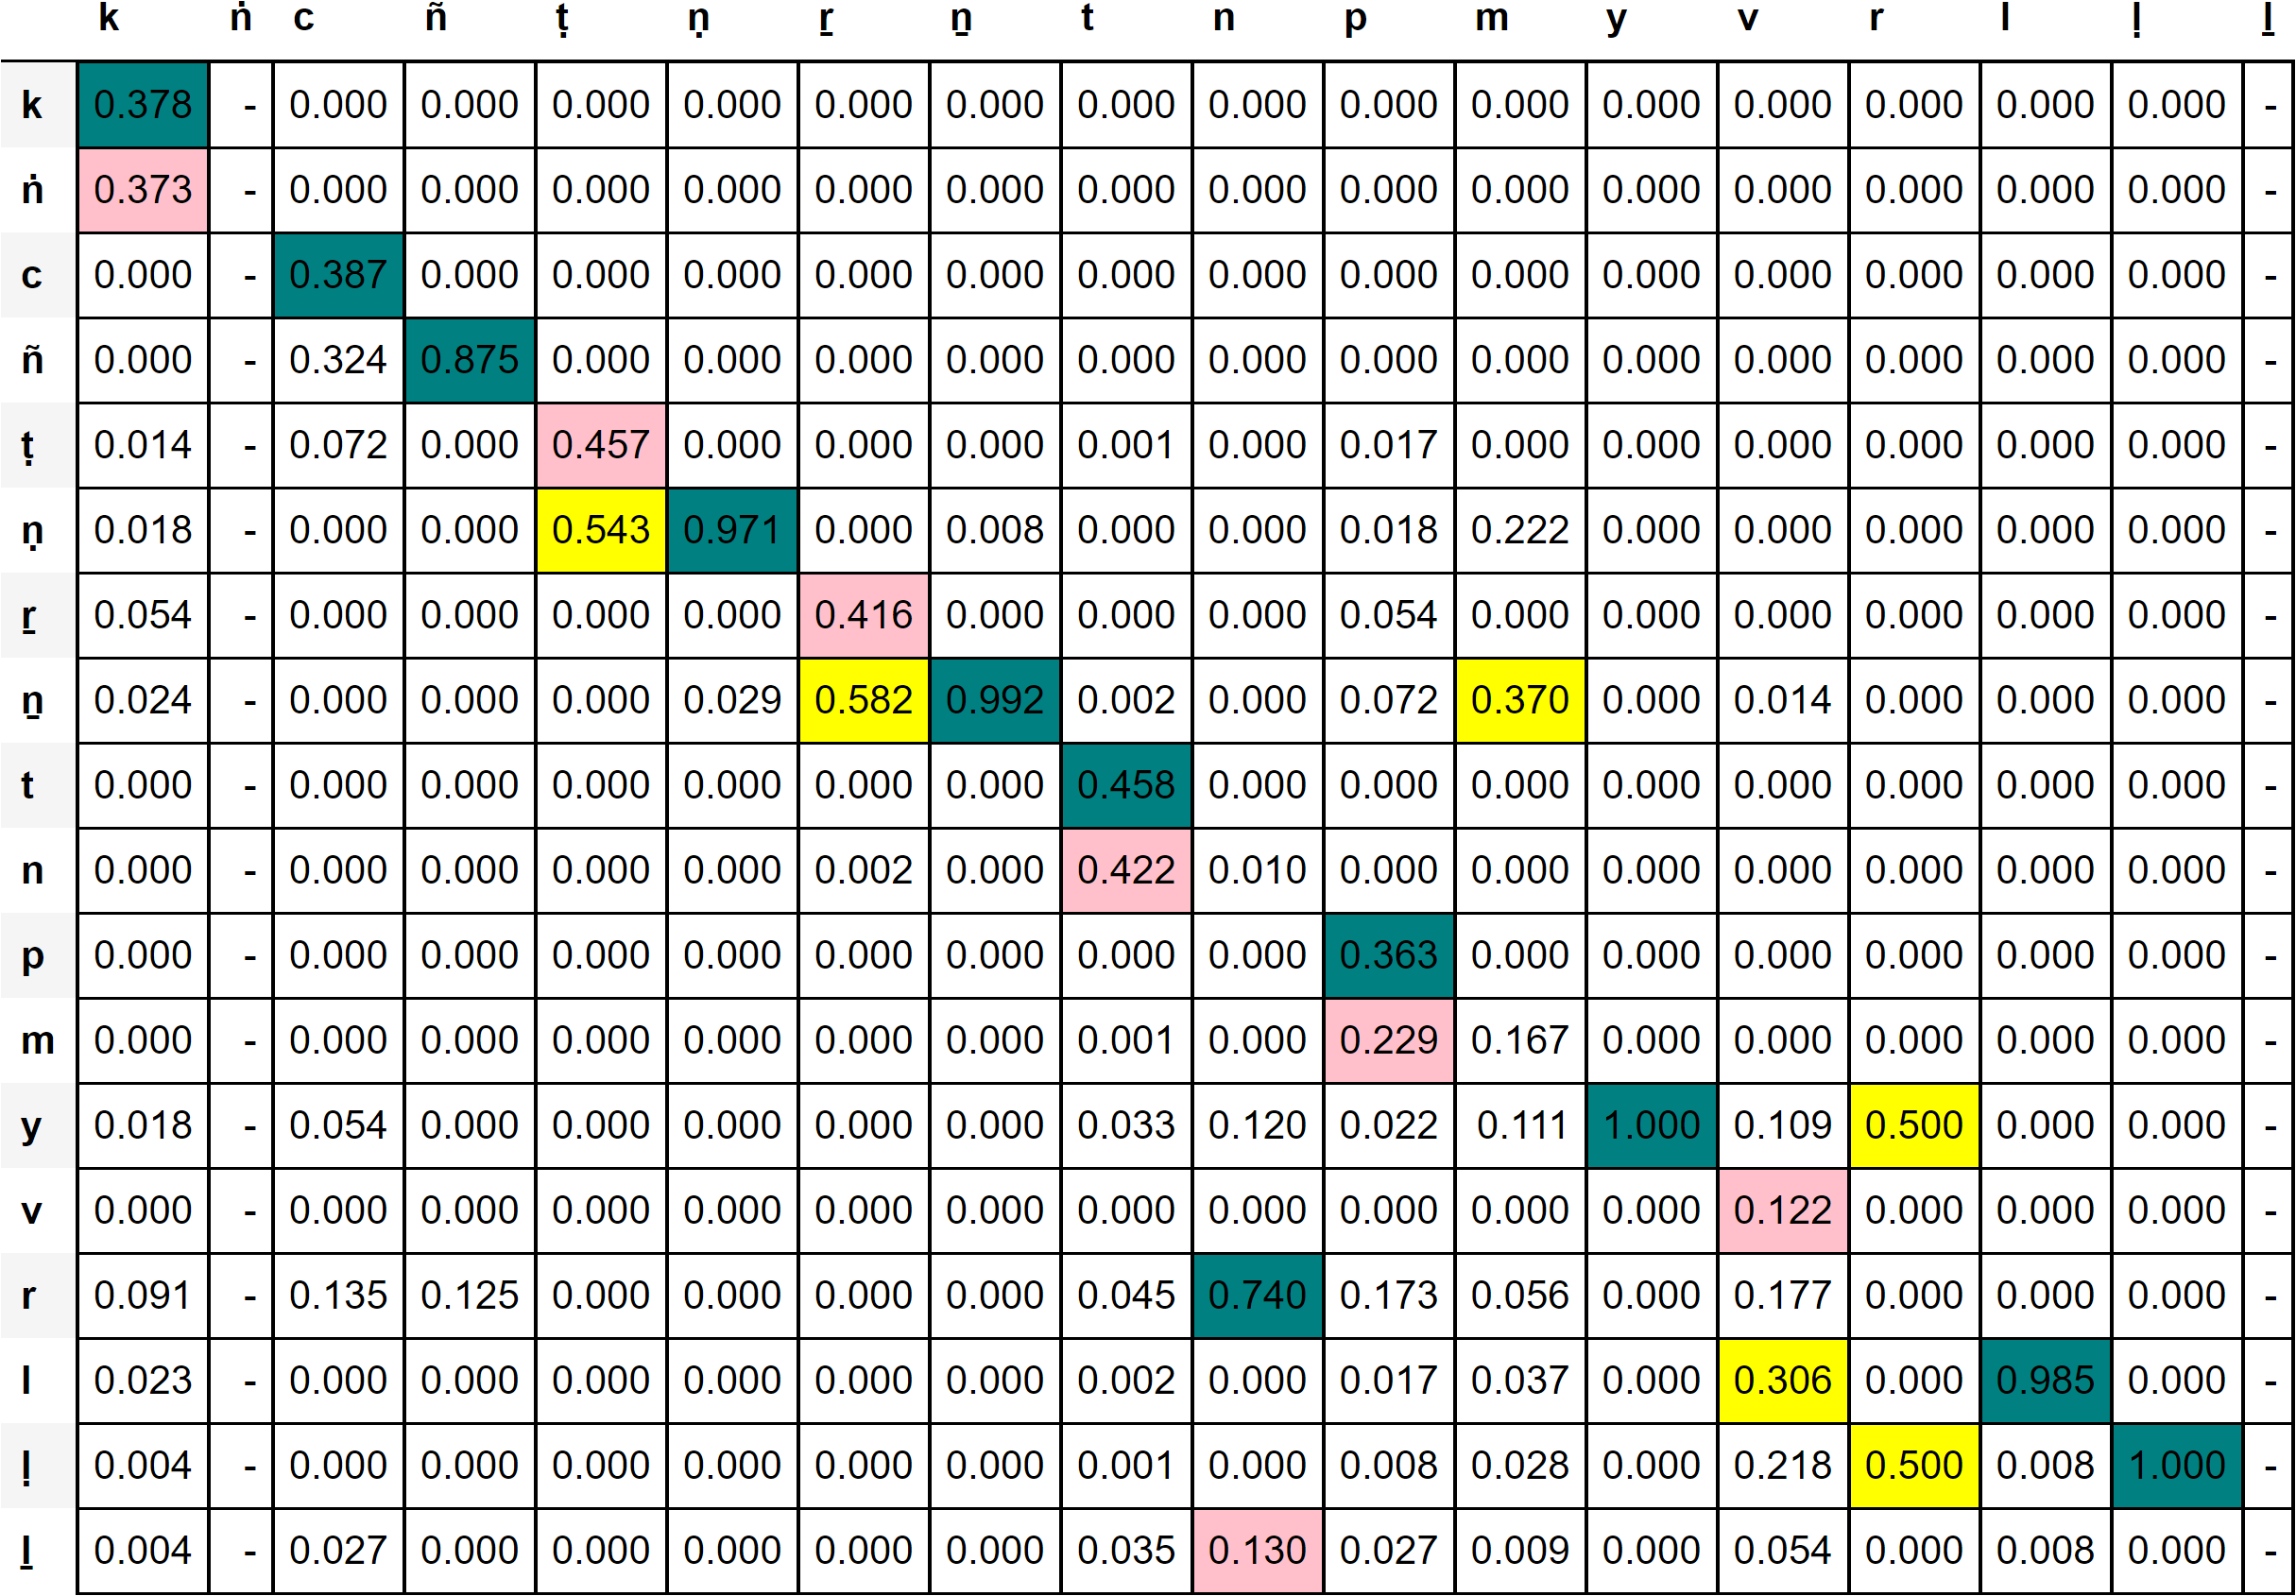 k ṅ c ñ ṭ ṇ ṟ ṉ t n p m y v r l ḷ ḻ
k 0.378 - 0.000 0.000 0.000 0.000 0.000 0.000 0.000 0.000 0.000 0.000 0.000 0.000 0.000 0.000 0.000 -
ṅ 0.373 - 0.000 0.000 0.000 0.000 0.000 0.000 0.000 0.000 0.000 0.000 0.000 0.000 0.000 0.000 0.000 -
c 0.000 - 0.387 0.000 0.000 0.000 0.000 0.000 0.000 0.000 0.000 0.000 0.000 0.000 0.000 0.000 0.000 -
ñ 0.000 - 0.324 0.875 0.000 0.000 0.000 0.000 0.000 0.000 0.000 0.000 0.000 0.000 0.000 0.000 0.000 -
ṭ 0.014 - 0.072 0.000 0.457 0.000 0.000 0.000 0.001 0.000 0.017 0.000 0.000 0.000 0.000 0.000 0.000 -
ṇ 0.018 - 0.000 0.000 0.543 0.971 0.000 0.008 0.000 0.000 0.018 0.222 0.000 0.000 0.000 0.000 0.000 -
ṟ 0.054 - 0.000 0.000 0.000 0.000 0.416 0.000 0.000 0.000 0.054 0.000 0.000 0.000 0.000 0.000 0.000 -
ṉ 0.024 - 0.000 0.000 0.000 0.029 0.582 0.992 0.002 0.000 0.072 0.370 0.000 0.014 0.000 0.000 0.000 -
t 0.000 - 0.000 0.000 0.000 0.000 0.000 0.000 0.458 0.000 0.000 0.000 0.000 0.000 0.000 0.000 0.000 -
n 0.000 - 0.000 0.000 0.000 0.000 0.002 0.000 0.422 0.010 0.000 0.000 0.000 0.000 0.000 0.000 0.000 -
p 0.000 - 0.000 0.000 0.000 0.000 0.000 0.000 0.000 0.000 0.363 0.000 0.000 0.000 0.000 0.000 0.000 -
m 0.000 - 0.000 0.000 0.000 0.000 0.000 0.000 0.001 0.000 0.229 0.167 0.000 0.000 0.000 0.000 0.000 -
y 0.018 - 0.054 0.000 0.000 0.000 0.000 0.000 0.033 0.120 0.022 0.111 1.000 0.109 0.500 0.000 0.000 -
v 0.000 - 0.000 0.000 0.000 0.000 0.000 0.000 0.000 0.000 0.000 0.000 0.000 0.122 0.000 0.000 0.000 -
r 0.091 - 0.135 0.125 0.000 0.000 0.000 0.000 0.045 0.740 0.173 0.056 0.000 0.177 0.000 0.000 0.000 -
l 0.023 - 0.000 0.000 0.000 0.000 0.000 0.000 0.002 0.000 0.017 0.037 0.000 0.306 0.000 0.985 0.000 -
ḷ 0.004 - 0.000 0.000 0.000 0.000 0.000 0.000 0.001 0.000 0.008 0.028 0.000 0.218 0.500 0.008 1.000 -
ḻ 0.004 - 0.027 0.000 0.000 0.000 0.000 0.000 0.035 0.130 0.027 0.009 0.000 0.054 0.000 0.008 0.000 -